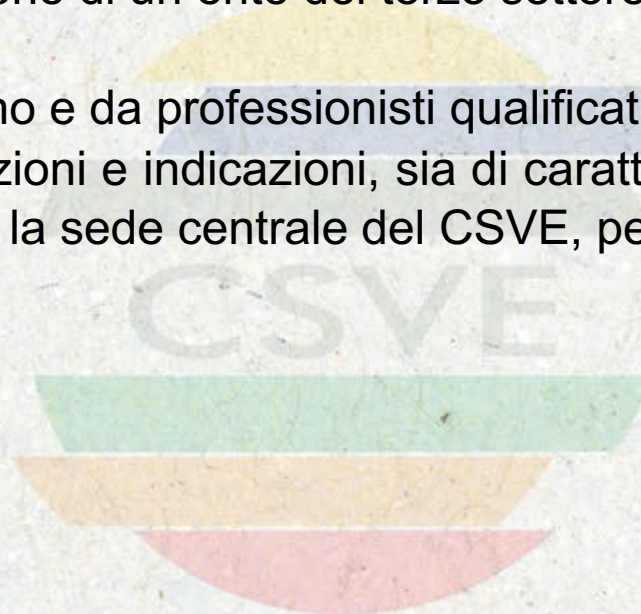 no e da professionisti qualificat
zioni e indicazioni, sia di caratt
la sede centrale del CSVE, pe
CSVE